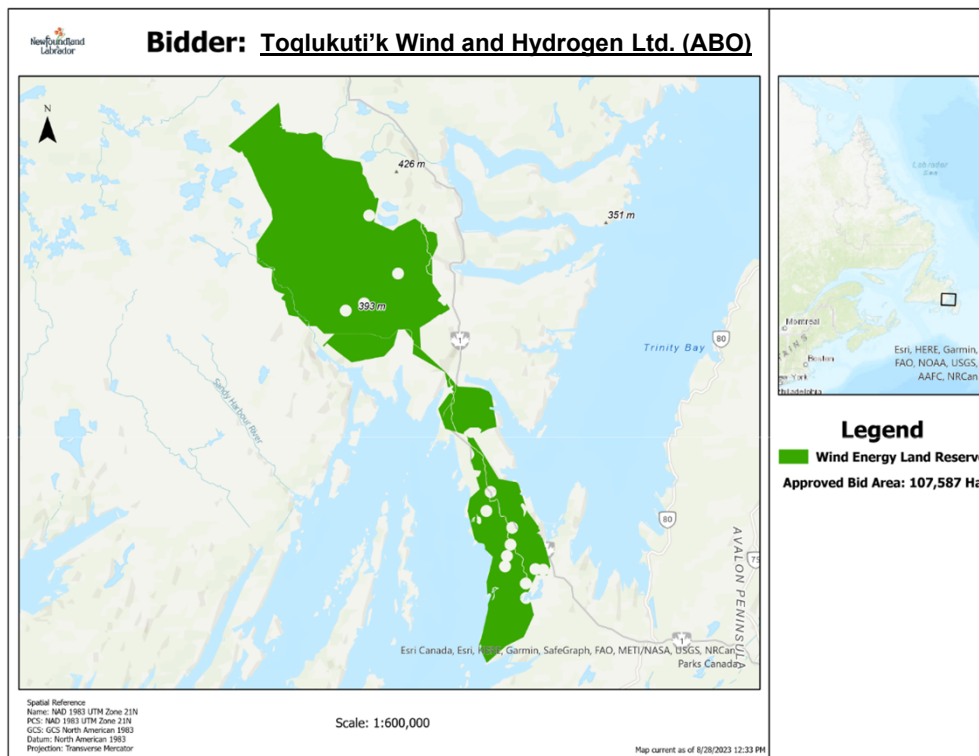 Newfoundland
Labrador
Bidder: Toqlukuti’k Wind and Hydrogen Ltd. (ABO)
N
426 m
351 m
393 m
1
80
Trinity Bay
Sandy Harbour River
80
AVALON PENINSULA
75
1
Esri Canada, Esri, HERE, Garmin, SafeGraph, FAO, METI/NASA, USGS, NRCan,
Parks Canada
Labrador
Sea
Montreal
TAINS
Boston
New York
Philadelphia
Esri, HERE, Garmin,
FAO, NOAA, USGS,
AAFC, NRCan
Legend
Wind Energy Land Reserve
Approved Bid Area: 107,587 Ha
Spatial Reference
Name: NAD 1983 UTM Zone 21N
PCS: NAD 1983 UTM Zone 21N
GCS: GCS North American 1983
Datum: North American 1983
Projection: Transverse Mercator
Scale: 1:600,000
Map current as of 8/28/2023 12:33 PM